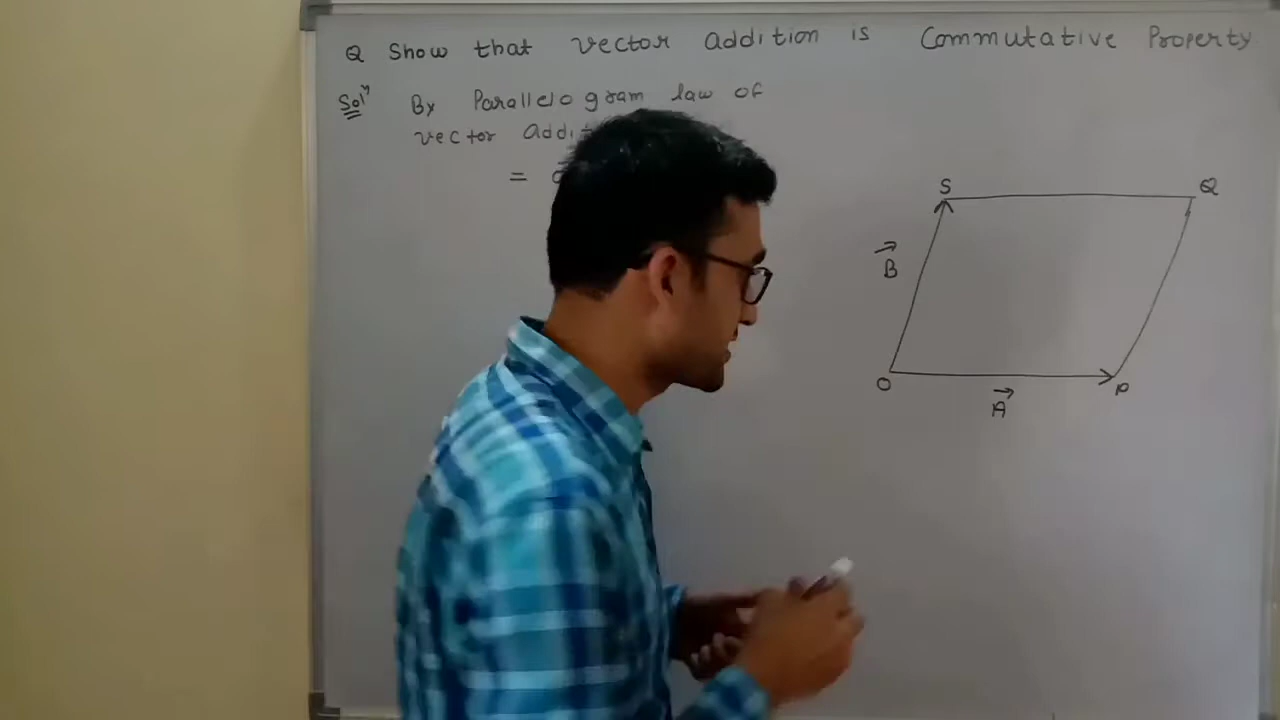 Q Show that vector addition is Commutative Property
Solⁿ By Parallelogram law of
vector
=
S
Q
B
O
P
A